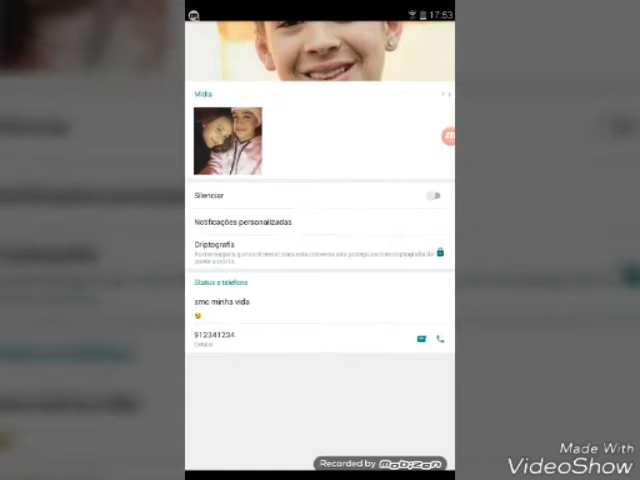 17:53
Mídia
Silenciar
Notificações personalizadas
Criptografia
Status e telefone
amo minha vida
912341234
Celular
Recorded by Mobizen
Made With
VideoShow